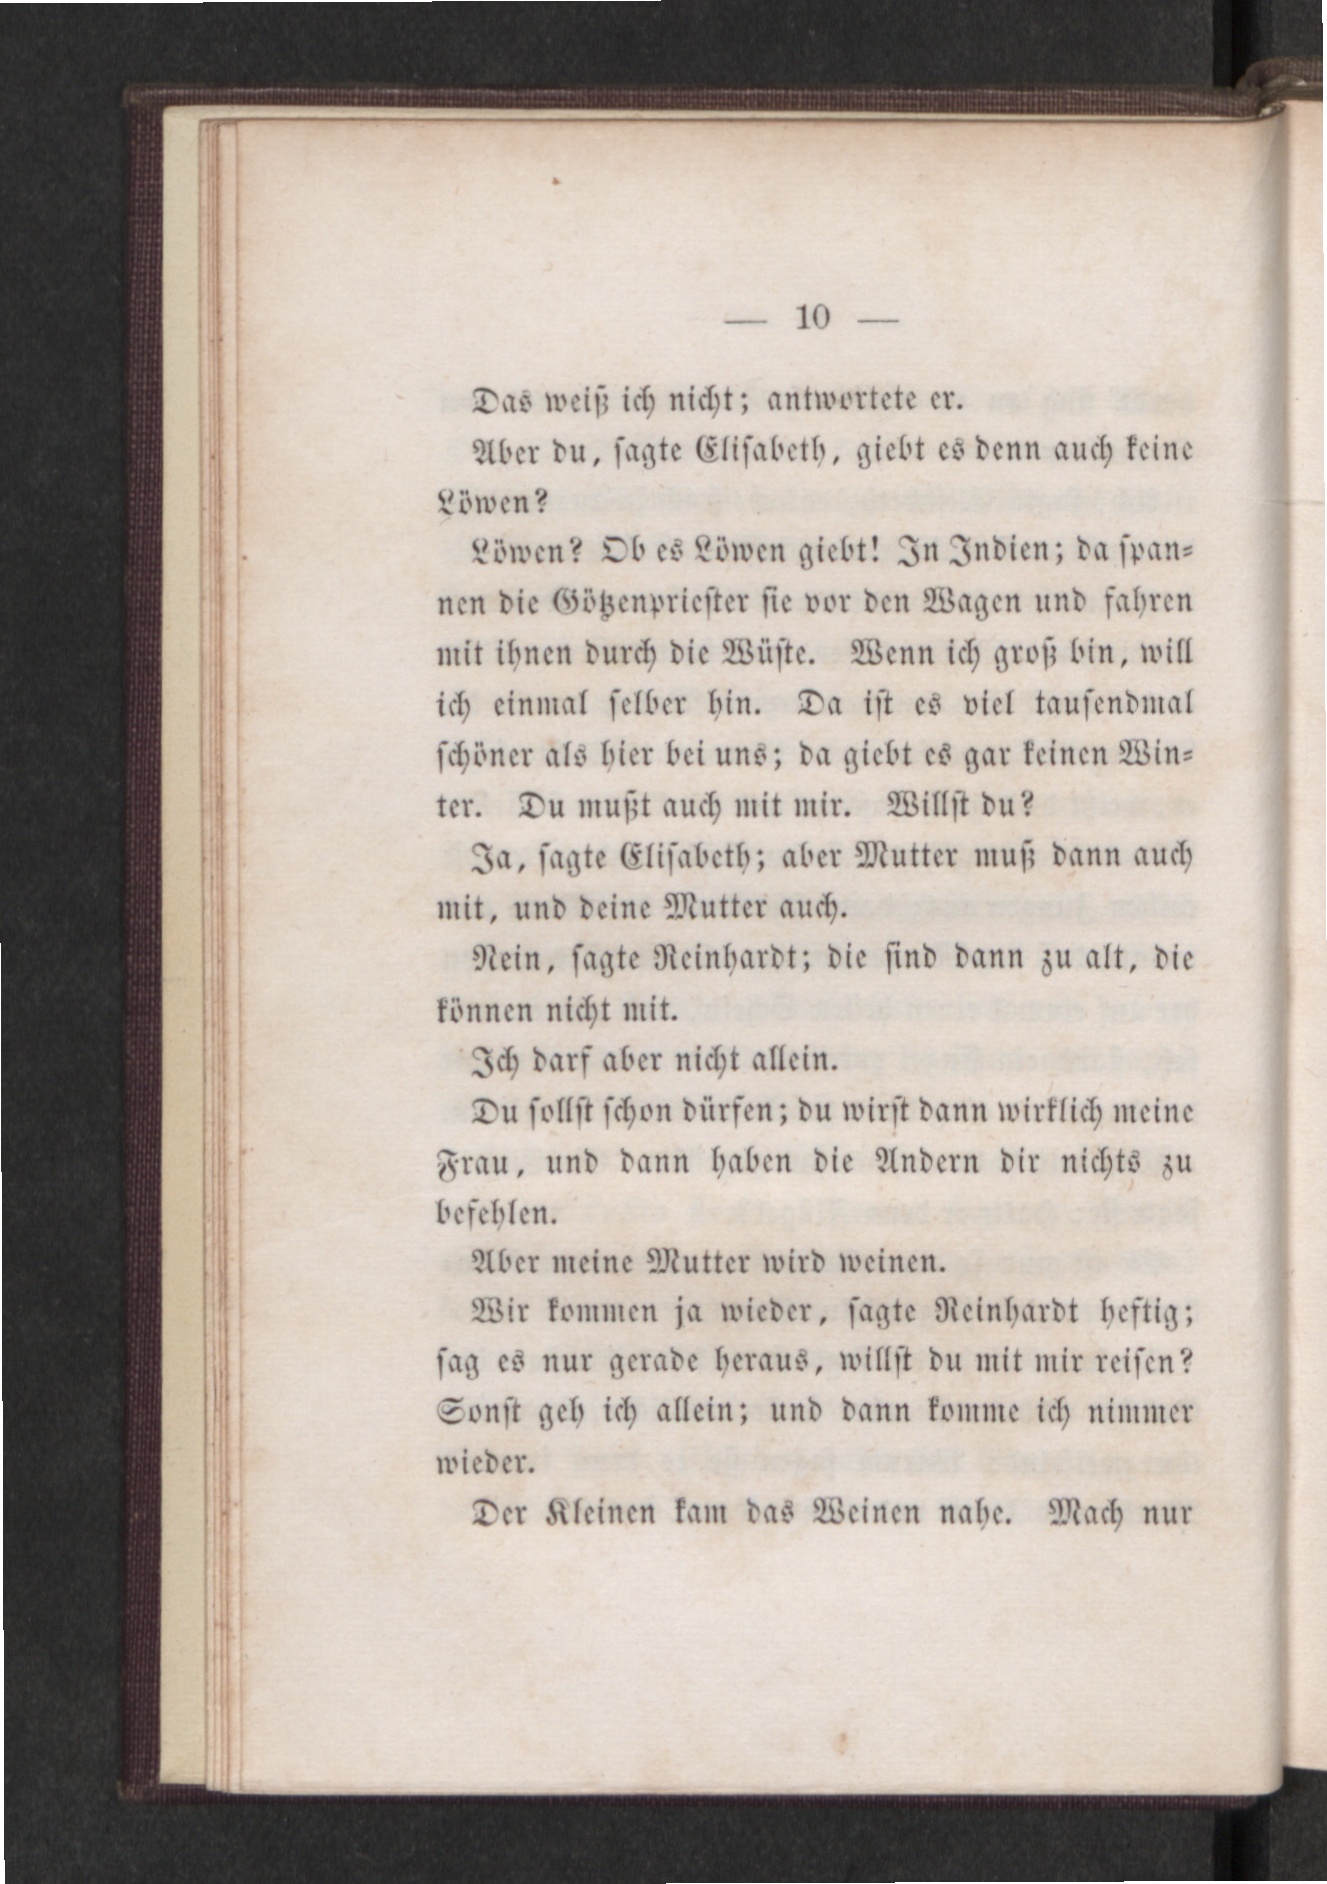 — 10 —
Das weiß ich nicht; antwortete er.
Aber du, ſagte Eliſabeth, giebt es denn auch keine
Löwen?
Löwen? Ob es Löwen giebt! In Indien; da ſpan⸗
nen die Götzenprieſter ſie vor den Wagen und fahren
mit ihnen durch die Wüſte. Wenn ich groß bin, will
ich einmal ſelber hin. Da iſt es viel tauſendmal
ſchöner als hier bei uns; da giebt es gar keinen Win⸗
ter. Du mußt auch mit mir. Willſt du?
Ja, ſagte Eliſabeth; aber Mutter muß dann auch
mit, und deine Mutter auch.
Nein, ſagte Reinhardt; die ſind dann zu alt, die
können nicht mit.
Ich darf aber nicht allein.
Du ſollſt ſchon dürfen; du wirſt dann wirklich meine
Frau, und dann haben die Andern dir nichts zu
befehlen.
Aber meine Mutter wird weinen.
Wir kommen ja wieder, ſagte Reinhardt heftig;
ſag es nur gerade heraus, willſt du mit mir reiſen?
Sonſt geh ich allein; und dann komme ich nimmer
wieder.
Der Kleinen kam das Weinen nahe. Mach nur